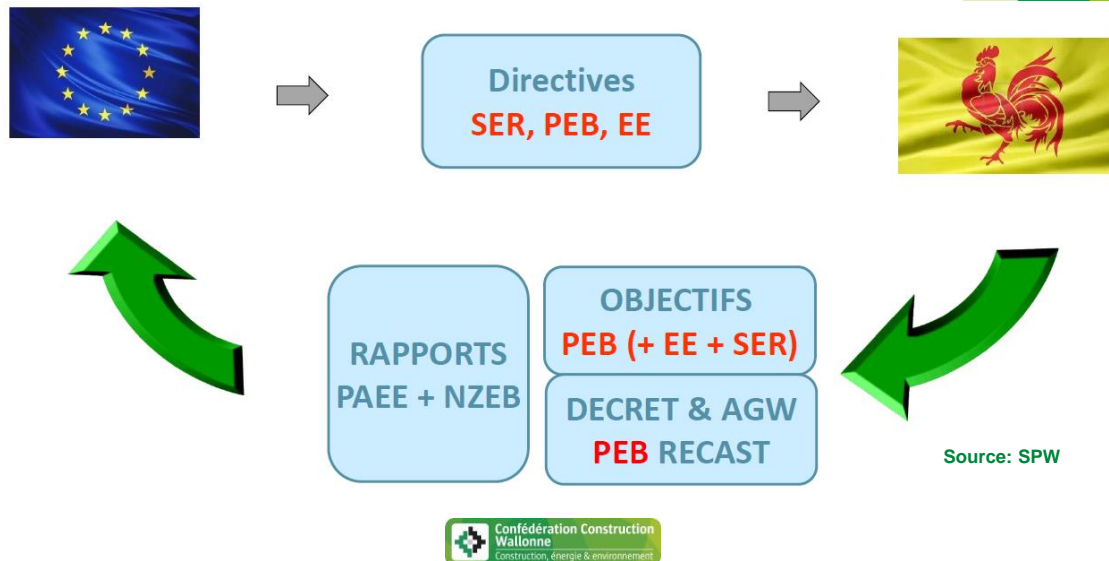 Directives
SER, PEB, EE
RAPPORTS
PAEE + NZEB
OBJECTIFS
PEB (+ EE + SER)
DECRET & AGW
PEB RECAST
Source: SPW
Confédération Construction
Wallonne
Construction, énergie & environnement